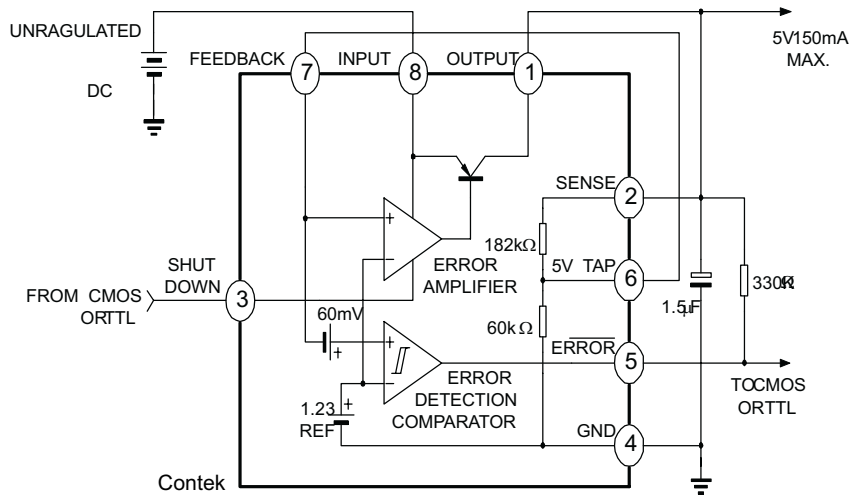 UNRAGULATED
DC
FEEDBACK
7
INPUT
8
OUTPUT
1
5V150mA
MAX.
SENSE
2
182kΩ
5V TAP
6
+
−
ERROR
AMPLIFIER
SHUT
DOWN
3
FROM CMOS
ORTTL
60mV
+
+
−
60kΩ
330kΩ
1.5μF
ERROR
5
TOCMOS
ORTTL
ERROR
DETECTION
COMPARATOR
1.23
REF
+
GND
4
Contek